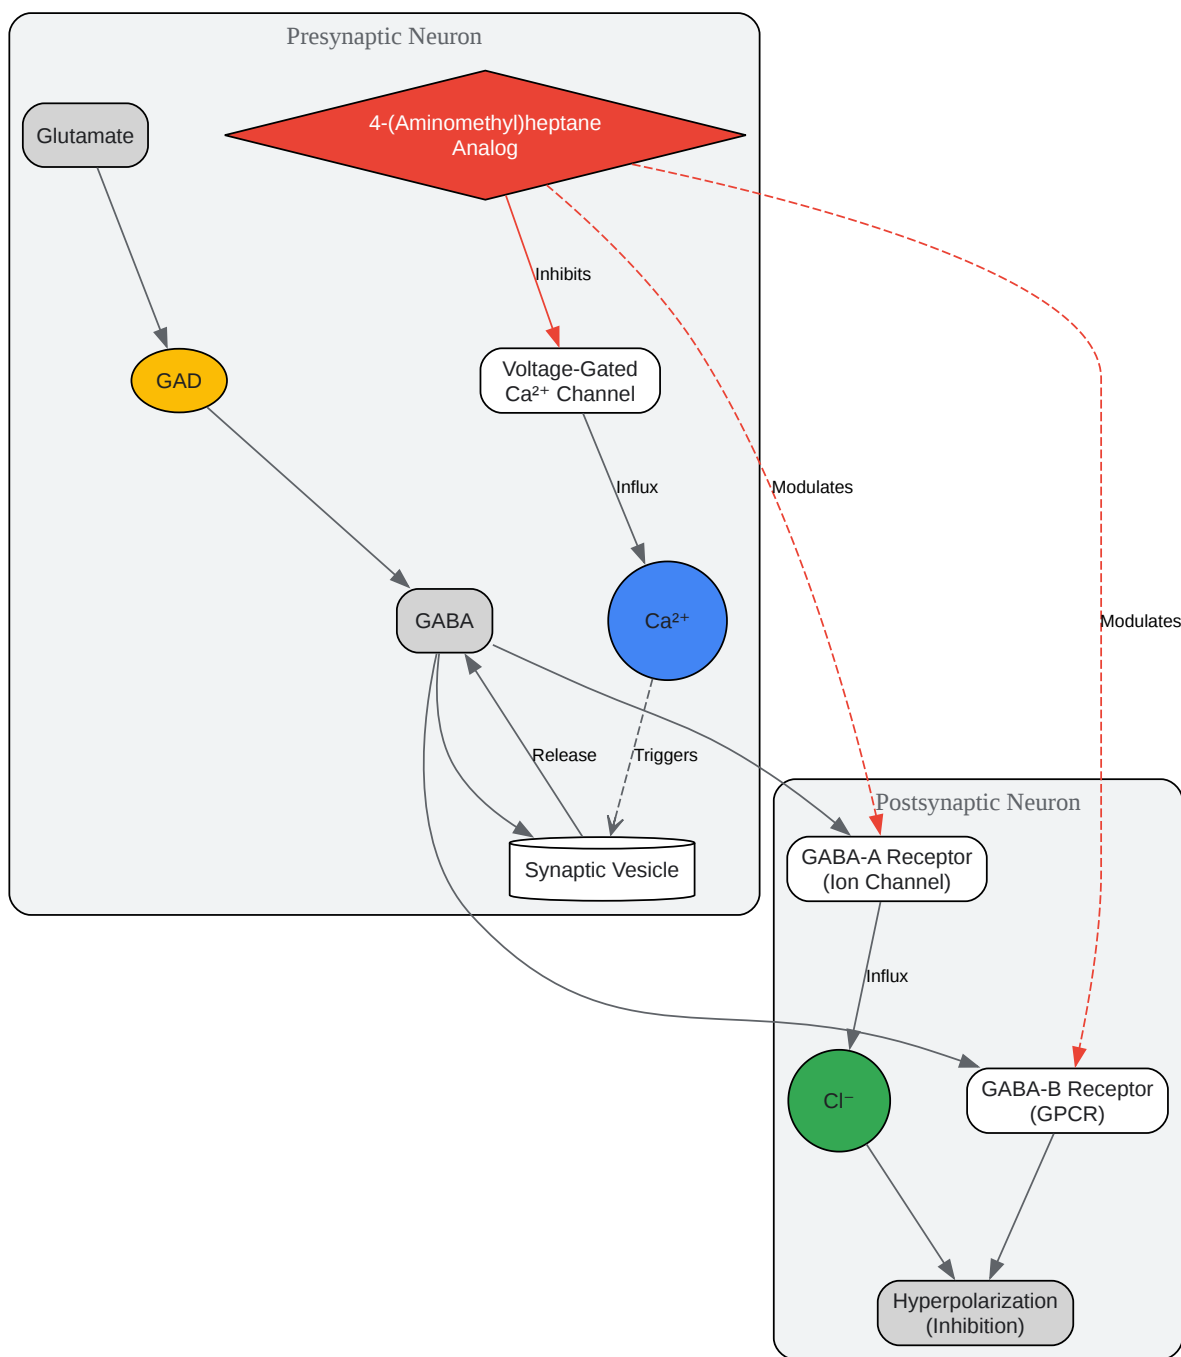 Presynaptic Neuron
4-(Aminomethyl)heptane
Analog
Glutamate
Inhibits
Voltage-Gated
Ca²⁺ Channel
GAD
Influx
Modulates
GABA
Ca²⁺
Modulates
Release
Triggers
Postsynaptic Neuron
Synaptic Vesicle
GABA-A Receptor
(Ion Channel)
Influx
Cl⁻
GABA-B Receptor
(GPCR)
Hyperpolarization
(Inhibition)